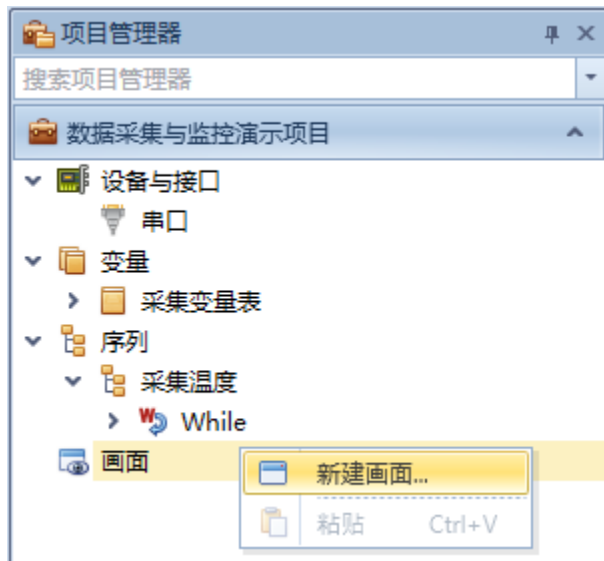 项目管理器
搜索项目管理器
数据采集与监控演示项目
设备与接口
串口
变量
采集变量表
序列
采集温度
While
画面
新建画面...
粘贴 Ctrl+V